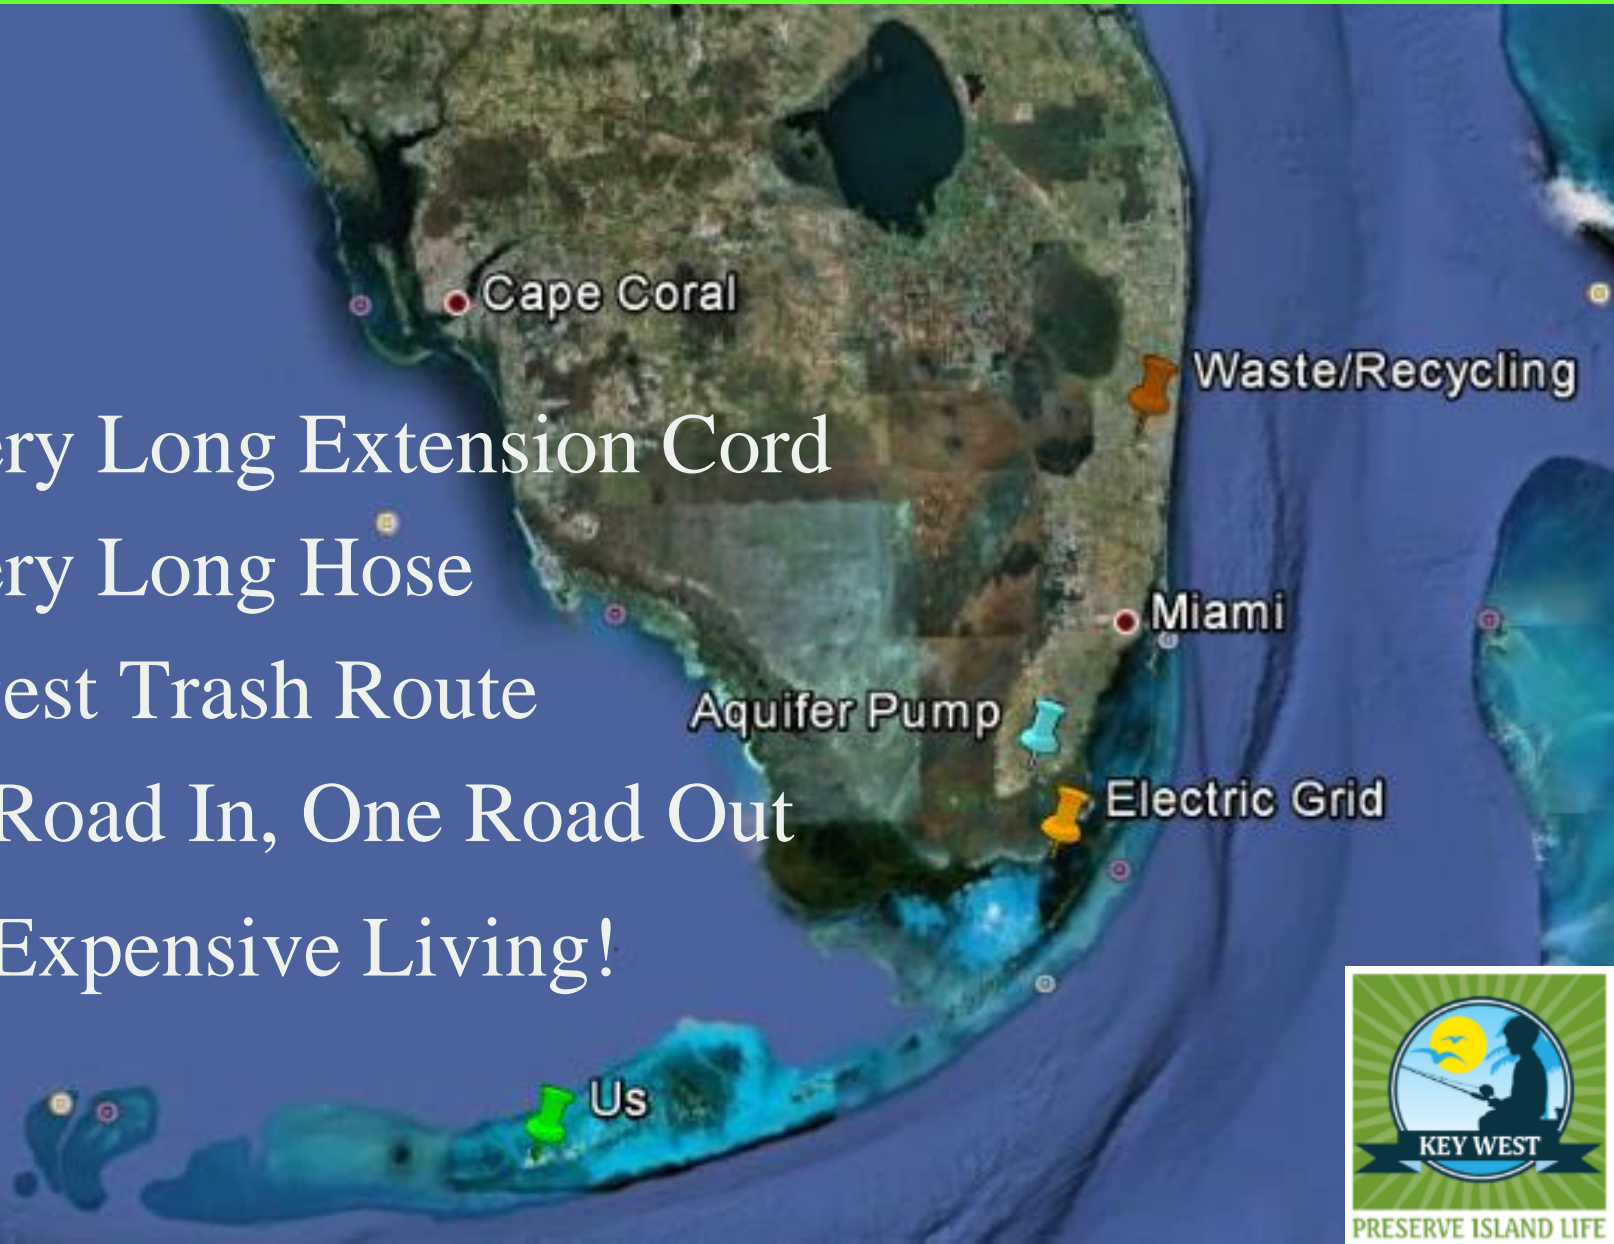 Cape Coral
Waste/Recycling
ery Long Extension Cord
ery Long Hose
Miami
est Trash Route
Aquifer Pump
Road In, One Road Out
Electric Grid
Expensive Living!
Us
KEY WEST
PRESERVE ISLAND LIFE